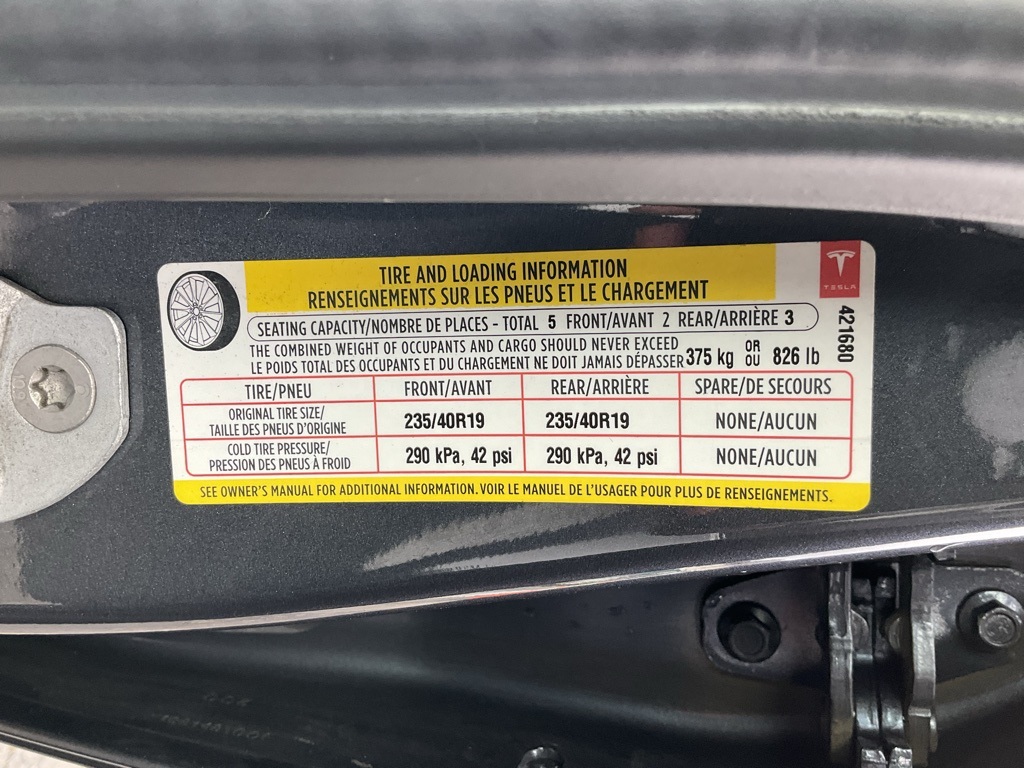 TIRE AND LOADING INFORMATION
RENSEIGNEMENTS SUR LES PNEUS ET LE CHARGEMENT
TESLA
421680
SEATING CAPACITY/NOMBRE DE PLACES - TOTAL 5 FRONT/AVANT 2 REAR/ARRIÈRE 3
THE COMBINED WEIGHT OF OCCUPANTS AND CARGO SHOULD NEVER EXCEED
LE POIDS TOTAL DES OCCUPANTS ET DU CHARGEMENT NE DOIT JAMAIS DÉPASSER
375 kg OR/OU 826 lb
TIRE/PNEU FRONT/AVANT REAR/ARRIÈRE SPARE/DE SECOURS
ORIGINAL TIRE SIZE/
TAILLE DES PNEUS D'ORIGINE
235/40R19 235/40R19 NONE/AUCUN
COLD TIRE PRESSURE/
PRESSION DES PNEUS À FROID
290 kPa, 42 psi 290 kPa, 42 psi NONE/AUCUN
SEE OWNER'S MANUAL FOR ADDITIONAL INFORMATION. VOIR LE MANUEL DE L'USAGER POUR PLUS DE RENSEIGNEMENTS.